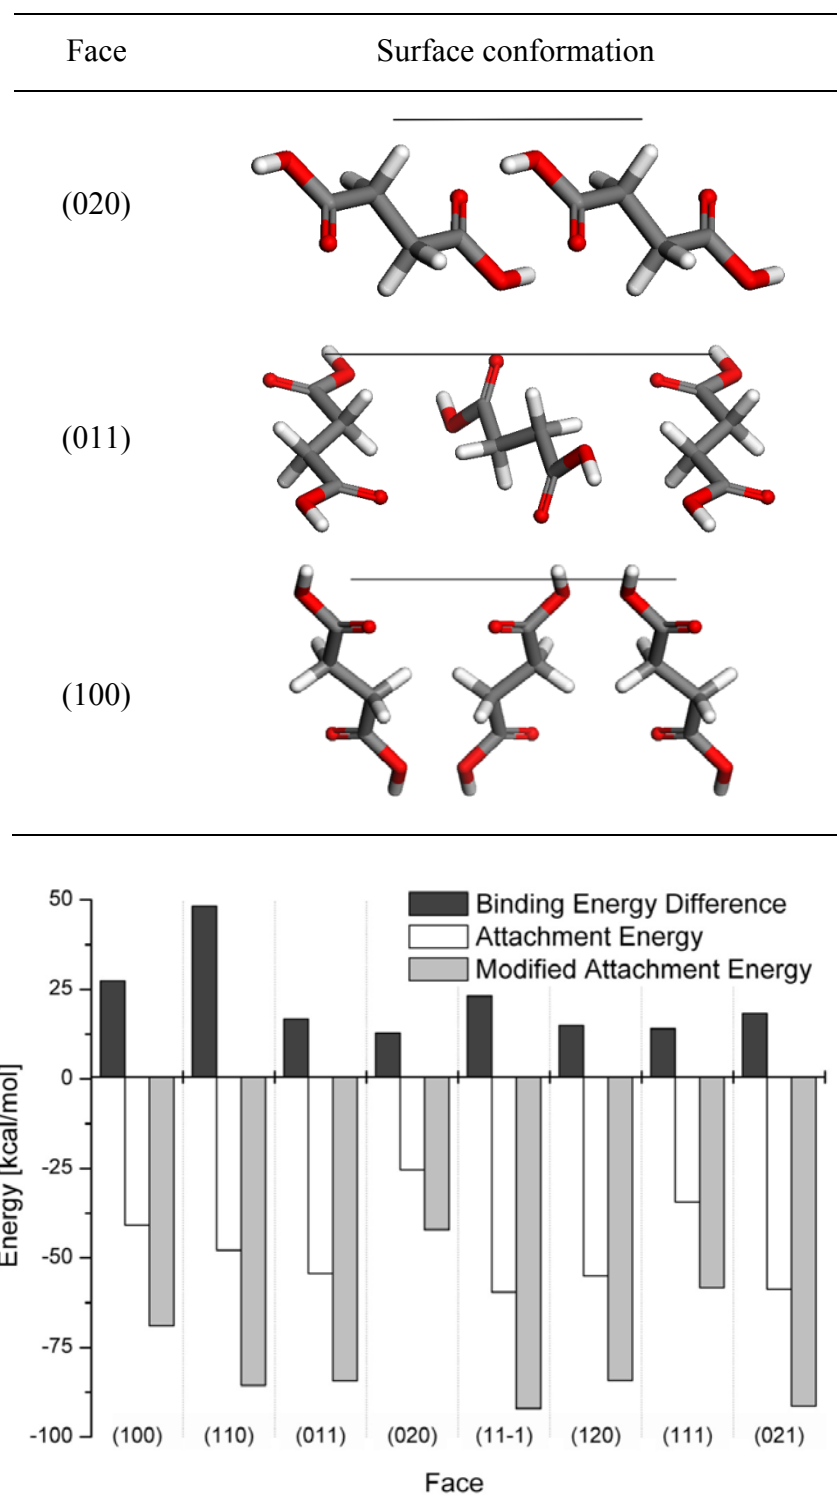 Face Surface conformation
(020)
(011)
(100)
50
25
0
-25
-50
-75
-100
Energy [kcal/mol]
Binding Energy Difference
Attachment Energy
Modified Attachment Energy
(100) (110) (011) (020) (11-1) (120) (111) (021)
Face